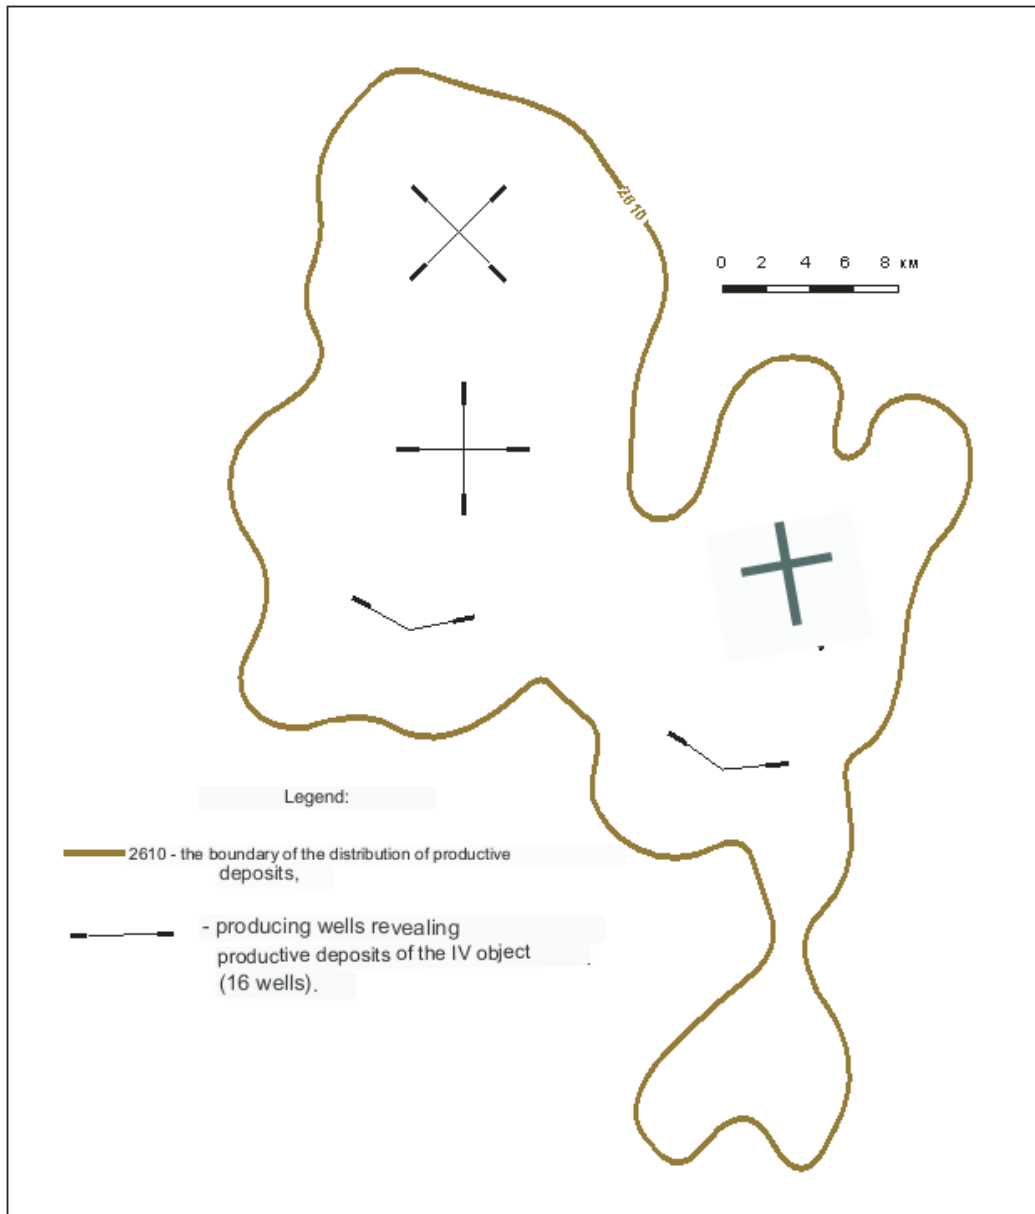 2610
0 2 4 6 8 км
Legend:
2610 - the boundary of the distribution of productive
deposits,
- producing wells revealing
productive deposits of the IV object
(16 wells).